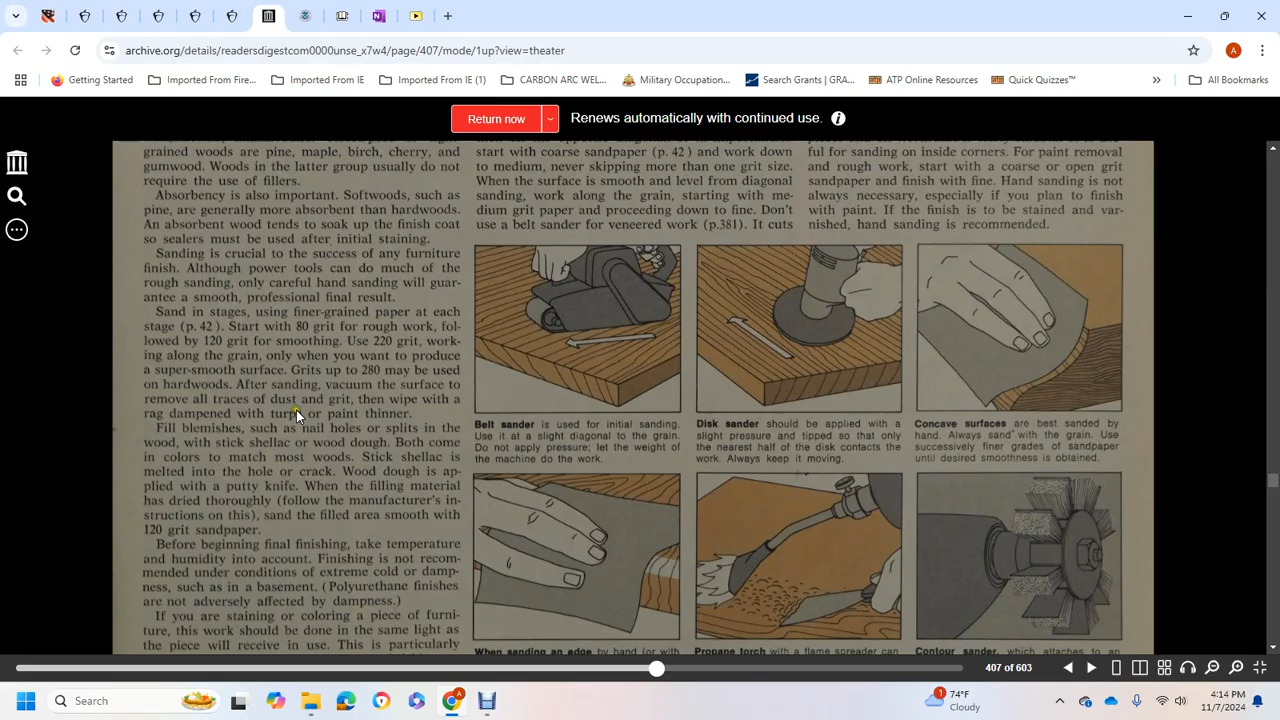 archive.org/details/readersdigestcom0000unse_x7w4/page/407/mode/1up?view=theater
A
Getting Started
Imported From Fire...
Imported From IE
Imported From IE (1)
CARBON ARC WEL...
Military Occupation...
Search Grants | GRA...
ATP Online Resources
Quick Quizzes™
»
All Bookmarks
Return now
Renews automatically with continued use.
grained woods are pine, maple, birch, cherry, and
gumwood. Woods in the latter group usually do not
require the use of fillers.
Absorbency is also important. Softwoods, such as
pine, are generally more absorbent than hardwoods.
An absorbent wood tends to soak up the finish coat
so sealers must be used after initial staining.
Sanding is crucial to the success of any furniture
finish. Although power tools can do much of the
rough sanding, only careful hand sanding will guar-
antee a smooth, professional final result.
Sand in stages, using finer-grained paper at each
stage (p. 42). Start with 80 grit for rough work, fol-
lowed by 120 grit for smoothing. Use 220 grit, work-
ing along the grain, only when you want to produce
a super-smooth surface. Grits up to 280 may be used
on hardwoods. After sanding, vacuum the surface to
remove all traces of dust and grit, then wipe with a
rag dampened with turps or paint thinner.
Fill blemishes, such as nail holes or splits in the
wood, with stick shellac or wood dough. Both come
in colors to match most woods. Stick shellac is
melted into the hole or crack. Wood dough is ap-
plied with a putty knife. When the filling material
has dried thoroughly (follow the manufacturer's in-
structions on this), sand the filled area smooth with
120 grit sandpaper.
Before beginning final finishing, take temperature
and humidity into account. Finishing is not recom-
mended under conditions of extreme cold or damp-
ness, such as in a basement. (Polyurethane finishes
are not adversely affected by dampness.)
If you are staining or coloring a piece of furni-
ture, this work should be done in the same light as
the piece will receive in use. This is particularly
start with coarse sandpaper (p. 42) and work down
to medium, never skipping more than one grit size.
When the surface is smooth and level from diagonal
sanding, work along the grain, starting with me-
dium grit paper and proceeding down to fine. Don't
use a belt sander for veneered work (p.381). It cuts
ful for sanding on inside corners. For paint removal
and rough work, start with a coarse or open grit
sandpaper and finish with fine. Hand sanding is not
always necessary, especially if you plan to finish
with paint. If the finish is to be stained and var-
nished, hand sanding is recommended.
Belt sander is used for initial sanding.
Use it at a slight diagonal to the grain.
Do not apply pressure; let the weight of
the machine do the work.
Disk sander should be applied with a
slight pressure and tipped so that only
the nearest half of the disk contacts the
work. Always keep it moving.
Concave surfaces are best sanded by
hand. Always sand with the grain. Use
successively finer grades of sandpaper
until desired smoothness is obtained.
When sanding an edge by hand (or with
Propane torch with a flame spreader can
Contour sander, which attaches to an
407 of 603
Search
1
74°F
Cloudy
4:14 PM
11/7/2024